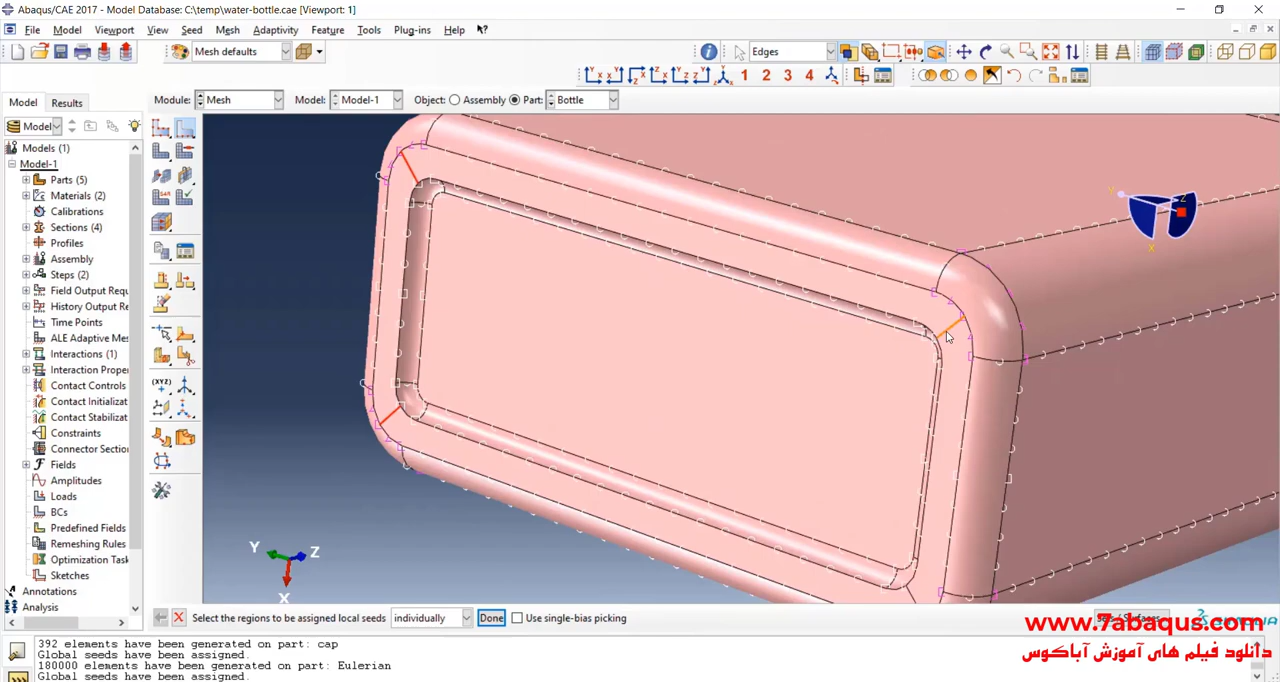 Abaqus/CAE 2017 - Model Database: C:\temp\water-bottle.cae [Viewport: 1]
File Model Viewport View Seed Mesh Adaptivity Feature Tools Plug-ins Help
Mesh defaults Edges
1 2 3 4
Model Results Module: Mesh Model: Model-1 Object: Assembly Part: Bottle
Model
Models (1)
Model-1
Parts (5)
Materials (2)
Calibrations
Sections (4)
Profiles
Assembly
Steps (2)
Field Output Requ
History Output Re
Time Points
ALE Adaptive Mes
Interactions (1)
Interaction Proper
Contact Controls
Contact Initializat
Contact Stabilizat
Constraints
Connector Section
Fields
Amplitudes
Loads
BCs
Predefined Fields
Remeshing Rules
Optimization Task
Sketches
Annotations
Analysis
Y Z X
Y Z X
Select the regions to be assigned local seeds individually Done Use single-bias picking
www.7abaqus.com
دانلود فیلم های آموزش آباکوس
392 elements have been generated on part: cap
Global seeds have been assigned.
180000 elements have been generated on part: Eulerian
Global seeds have been assigned.